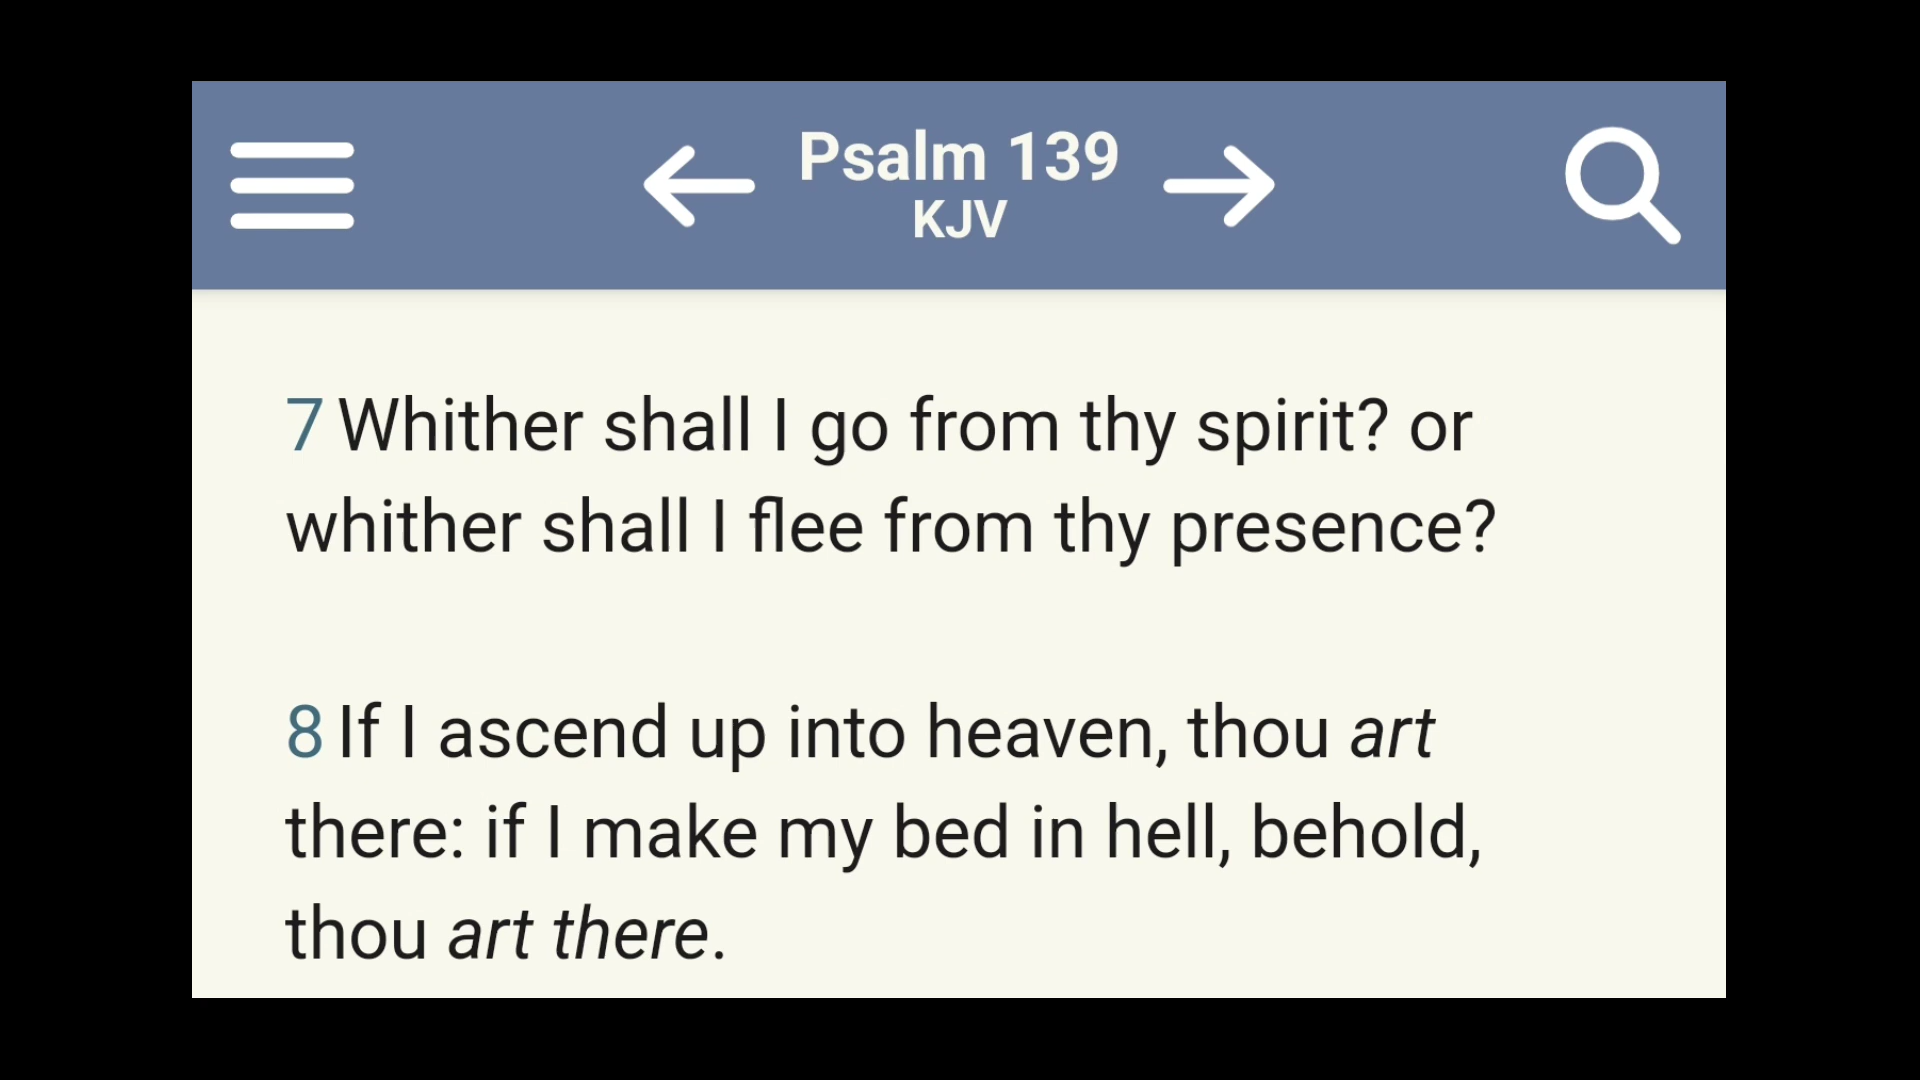 Psalm 139
KJV
7 Whither shall I go from thy spirit? or
whither shall I flee from thy presence?
8 If I ascend up into heaven, thou art
there: if I make my bed in hell, behold,
thou art there.